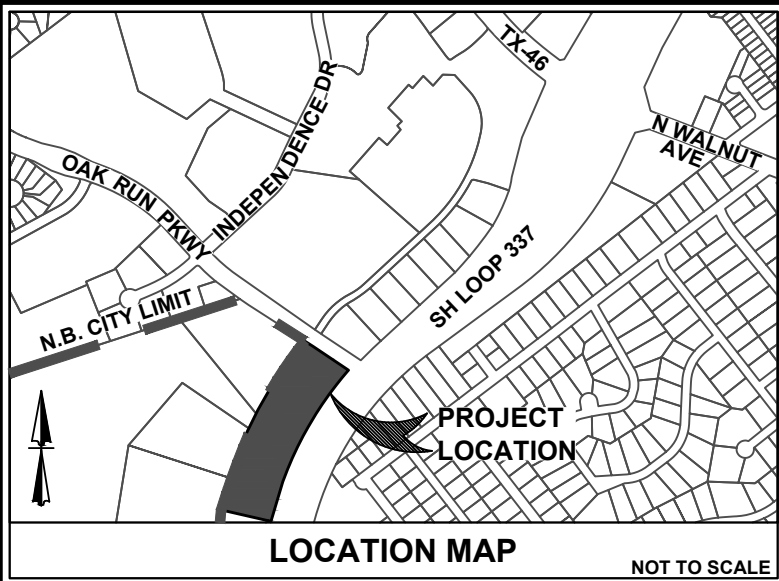 TX-46
INDEPENDENCE DR
N WALNUT
AVE
OAK RUN PKWY
SH LOOP 337
N.B. CITY LIMIT
PROJECT
LOCATION
LOCATION MAP
NOT TO SCALE